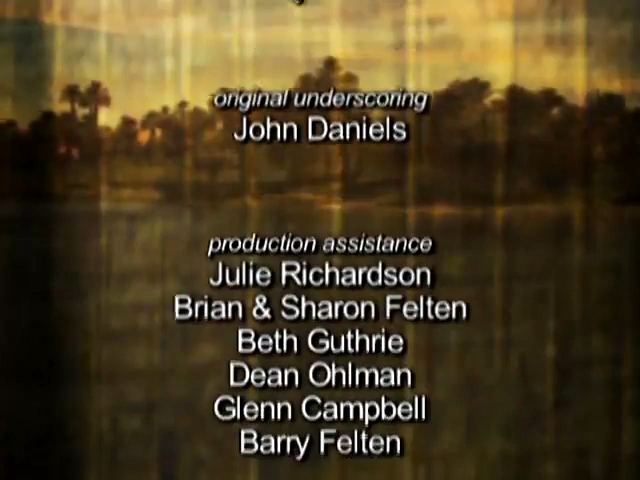 original underscoring
John Daniels
production assistance
Julie Richardson
Brian & Sharon Felten
Beth Guthrie
Dean Ohlman
Glenn Campbell
Barry Felten